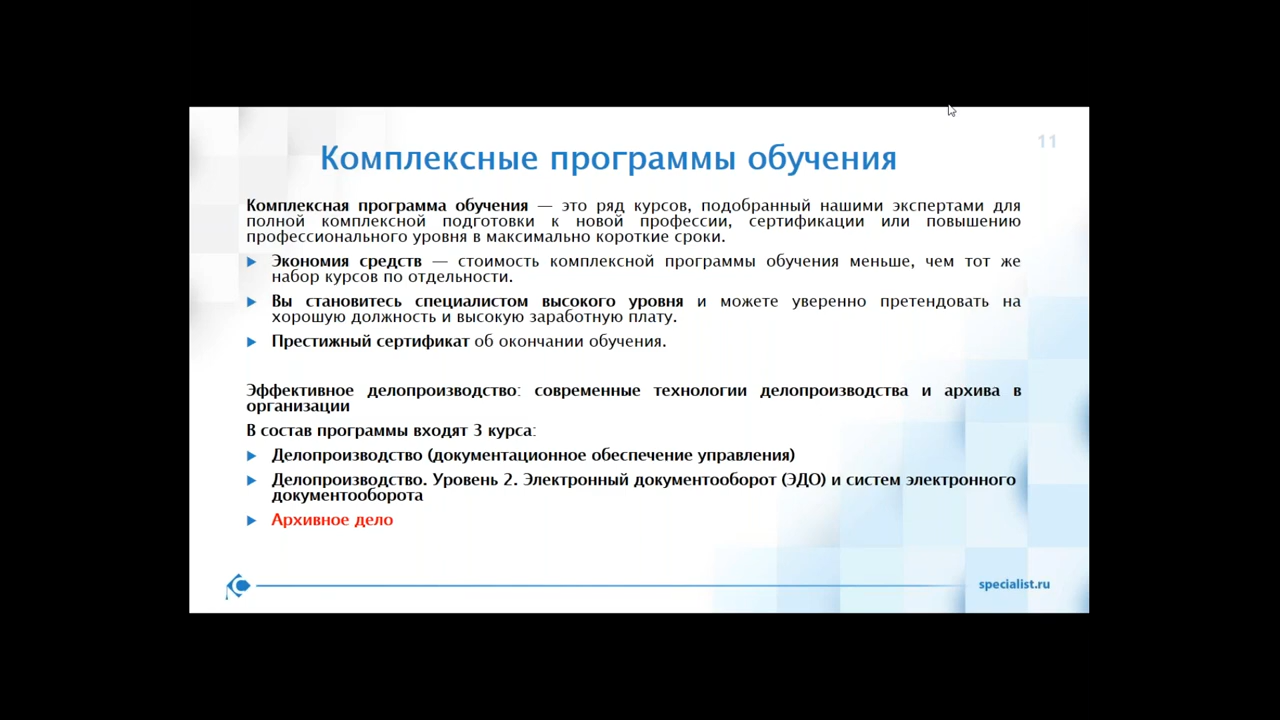 11
Комплексные программы обучения
Комплексная программа обучения — это ряд курсов, подобранный нашими экспертами для
полной комплексной подготовки к новой профессии, сертификации или повышению
профессионального уровня в максимально короткие сроки.
Экономия средств — стоимость комплексной программы обучения меньше, чем тот же
набор курсов по отдельности.
Вы становитесь специалистом высокого уровня и можете уверенно претендовать на
хорошую должность и высокую заработную плату.
Престижный сертификат об окончании обучения.
Эффективное делопроизводство: современные технологии делопроизводства и архива в
организации
В состав программы входят 3 курса:
Делопроизводство (документационное обеспечение управления)
Делопроизводство. Уровень 2. Электронный документооборот (ЭДО) и систем электронного
документооборота
Архивное дело
specialist.ru